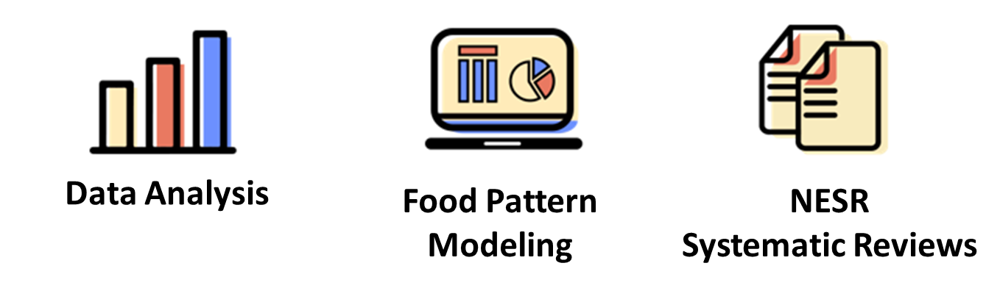 Data Analysis
Food Pattern
Modeling
NESR
Systematic Reviews